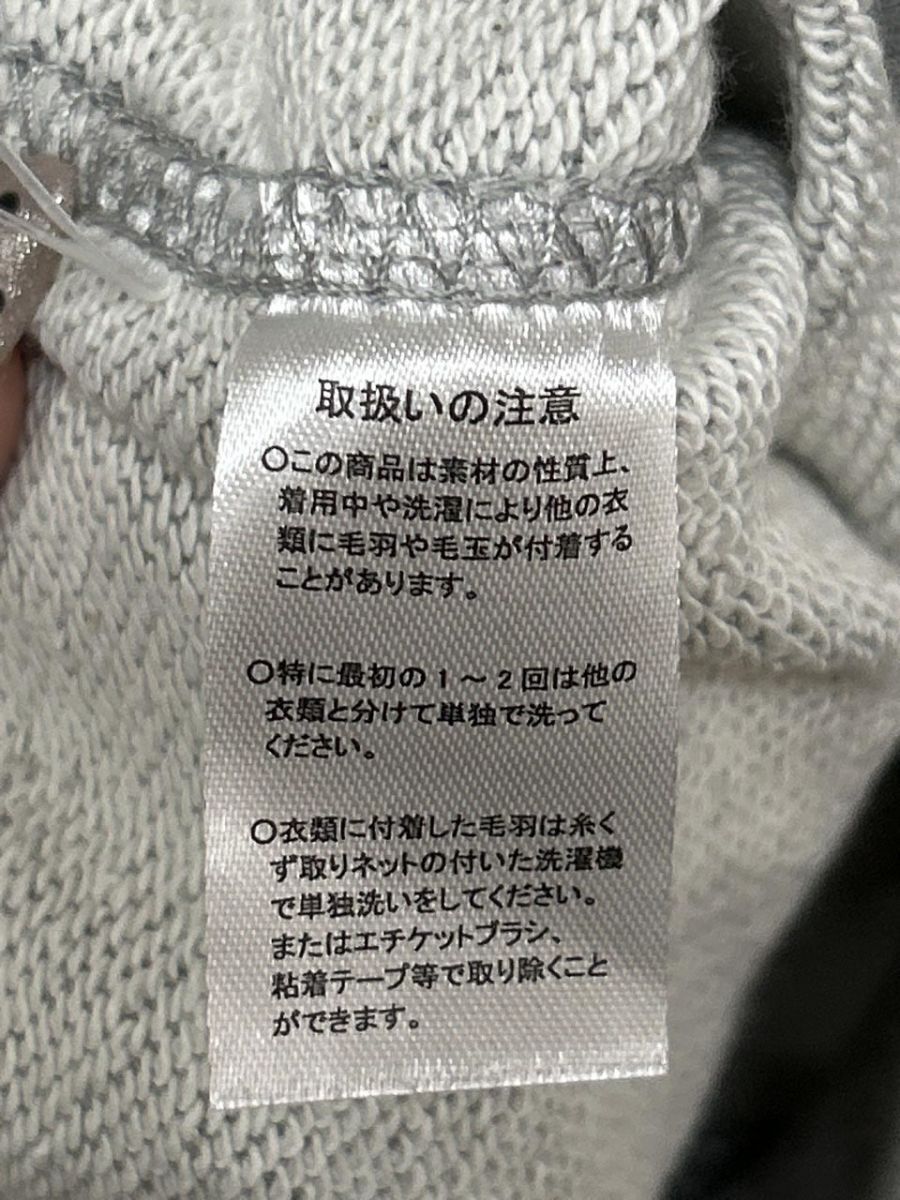 取扱いの注意
○この商品は素材の性質上、
着用中や洗濯により他の衣
類に毛羽や毛玉が付着する
ことがあります。
○特に最初の1～2回は他の
衣類と分けて単独で洗って
ください。
○衣類に付着した毛羽は糸く
ず取りネットの付いた洗濯機
で単独洗いをしてください。
またはエチケットブラシ、
粘着テープ等で取り除くこと
ができます。